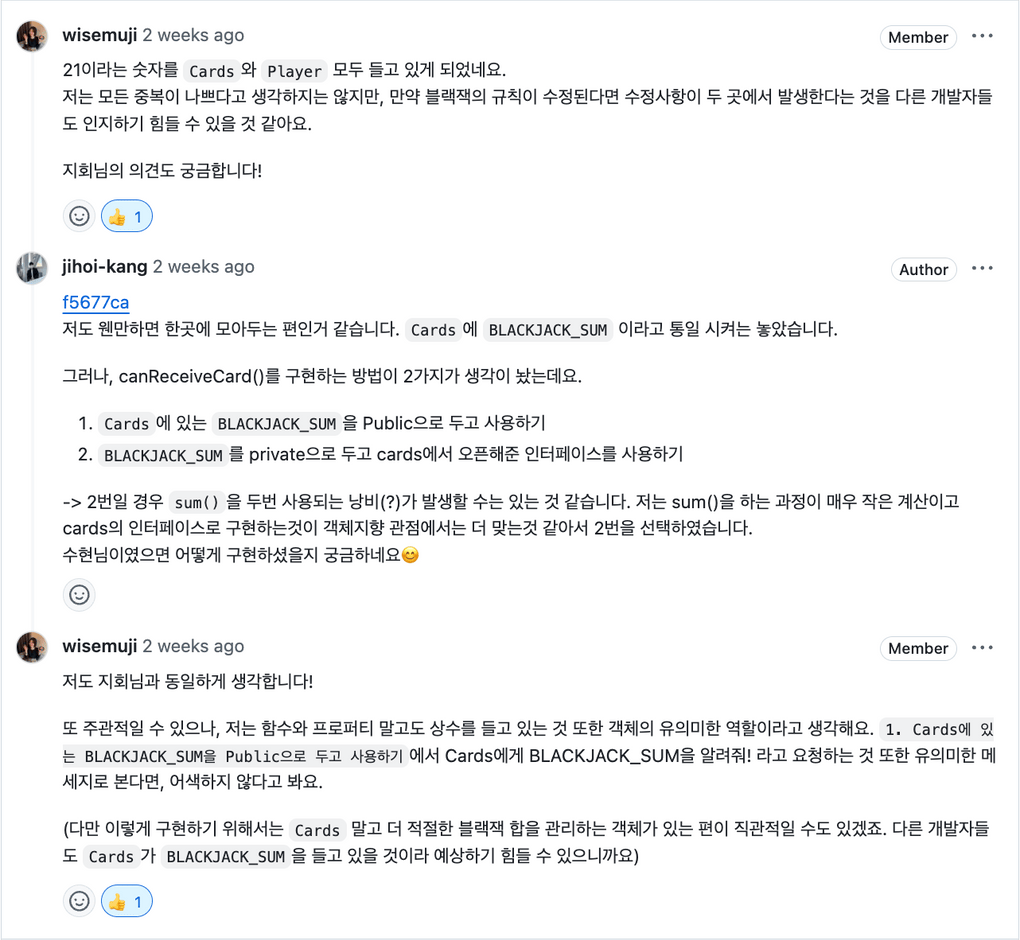 wisemuji 2 weeks ago
Member
21이라는 숫자를 Cards 와 Player 모두 들고 있게 되었네요.
저는 모든 중복이 나쁘다고 생각하지는 않지만, 만약 블랙잭의 규칙이 수정된다면 수정사항이 두 곳에서 발생한다는 것을 다른 개발자들
도 인지하기 힘들 수 있을 것 같아요.
지회님의 의견도 궁금합니다!
👍 1
jihoi-kang 2 weeks ago
Author
f5677ca
저도 웬만하면 한곳에 모아두는 편인거 같습니다. Cards 에 BLACKJACK_SUM 이라고 통일 시켜는 놓았습니다.
그러나, canReceiveCard()를 구현하는 방법이 2가지가 생각이 놨는데요.
1. Cards 에 있는 BLACKJACK_SUM 을 Public으로 두고 사용하기
2. BLACKJACK_SUM 를 private으로 두고 cards에서 오픈해준 인터페이스를 사용하기
-> 2번일 경우 sum() 을 두번 사용되는 낭비(?)가 발생할 수는 있는 것 같습니다. 저는 sum()을 하는 과정이 매우 작은 계산이고
cards의 인터페이스로 구현하는것이 객체지향 관점에서는 더 맞는것 같아서 2번을 선택하였습니다.
수현님이였으면 어떻게 구현하셨을지 궁금하네요😊
wisemuji 2 weeks ago
Member
저도 지회님과 동일하게 생각합니다!
또 주관적일 수 있으나, 저는 함수와 프로퍼티 말고도 상수를 들고 있는 것 또한 객체의 유의미한 역할이라고 생각해요. 1. Cards에 있
는 BLACKJACK_SUM을 Public으로 두고 사용하기 에서 Cards에게 BLACKJACK_SUM을 알려줘! 라고 요청하는 것 또한 유의미한 메
세지로 본다면, 어색하지 않다고 봐요.
(다만 이렇게 구현하기 위해서는 Cards 말고 더 적절한 블랙잭 합을 관리하는 객체가 있는 편이 직관적일 수도 있겠죠. 다른 개발자들
도 Cards 가 BLACKJACK_SUM 을 들고 있을 것이라 예상하기 힘들 수 있으니까요)
👍 1